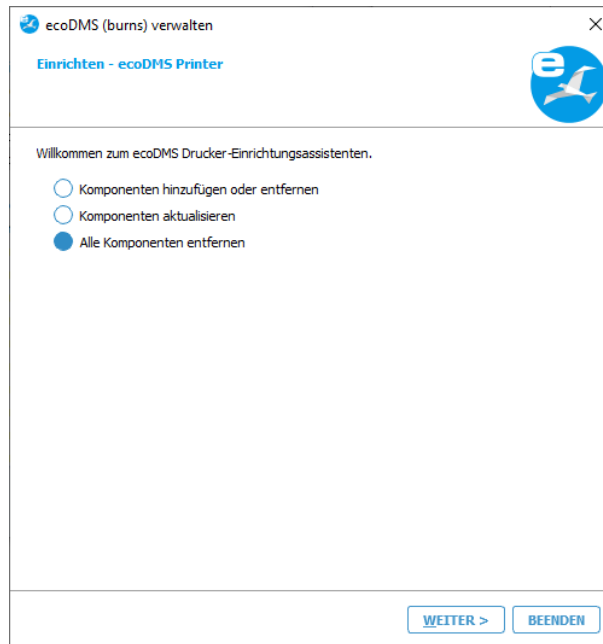 ecoDMS (burns) verwalten
Einrichten - ecoDMS Printer
e
Willkommen zum ecoDMS Drucker-Einrichtungsassistenten.
Komponenten hinzufügen oder entfernen
Komponenten aktualisieren
Alle Komponenten entfernen
WEITER > BEENDEN